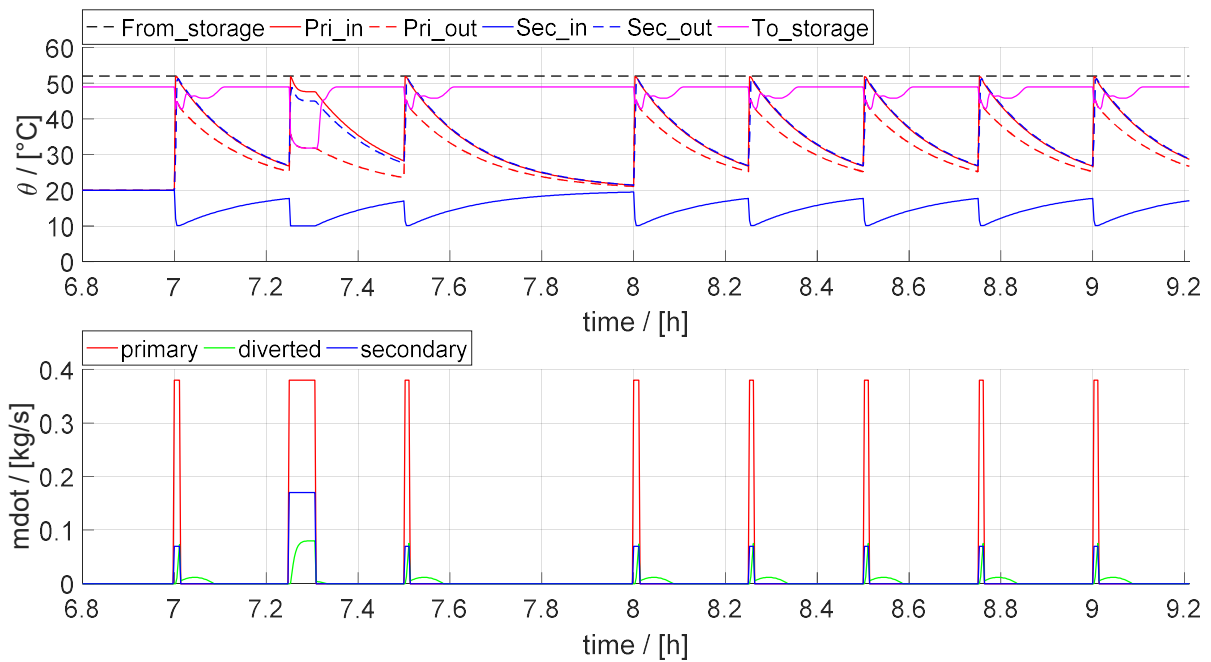 From_storage Pri_in Pri_out Sec_in Sec_out To_storage
60
50
40
30
20
10
0
θ / [°C]
6.8 7 7.2 7.4 7.6 7.8 8 8.2 8.4 8.6 8.8 9 9.2
time / [h]
primary diverted secondary
0.4
0.3
0.2
0.1
0
mdot / [kg/s]
6.8 7 7.2 7.4 7.6 7.8 8 8.2 8.4 8.6 8.8 9 9.2
time / [h]